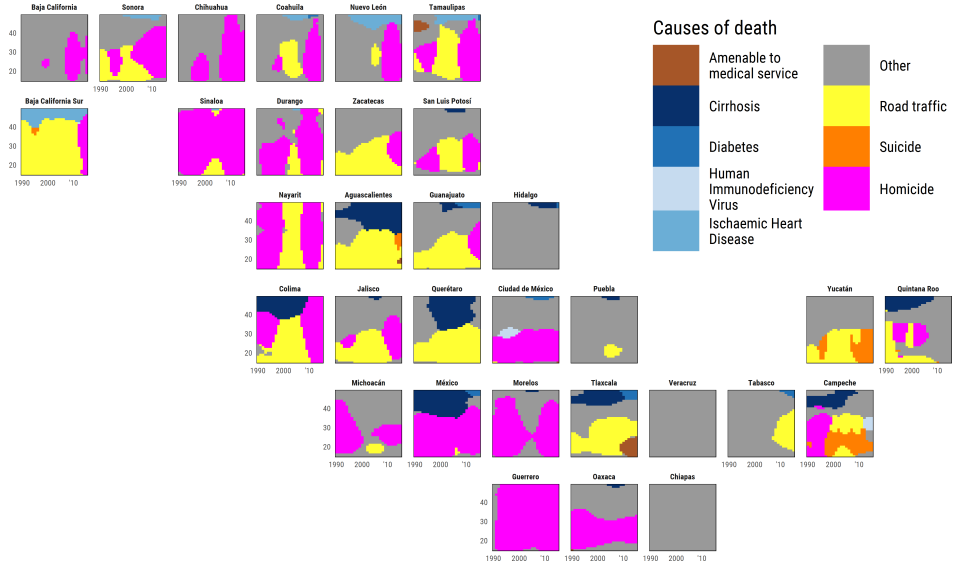 Baja California Sonora Chihuahua Coahuila Nuevo León Tamaulipas
40
20
1990 2000 '10
Causes of death
Amenable to
medical service
Cirrhosis
Diabetes
Human
Immunodeficiency
Virus
Ischaemic Heart
Disease
Other
Road traffic
Suicide
Homicide
Baja California Sur Sinaloa Durango Zacatecas San Luis Potosí
40
20
1990 2000 '10 1990 2000 '10
Nayarit Aguascalientes Guanajuato Hidalgo
40
30
20
Colima Jalisco Querétaro Ciudad de México Puebla Yucatán Quintana Roo
40
30
20
1990 2000 '10 1990 2000 '10
Michoacán México Morelos Tlaxcala Veracruz Tabasco Campeche
40
30
20
1990 2000 '10 1990 2000 '10 1990 2000 '10 1990 2000 '10
Guerrero Oaxaca Chiapas
40
30
20
1990 2000 '10 1990 2000 '10 1990 2000 '10